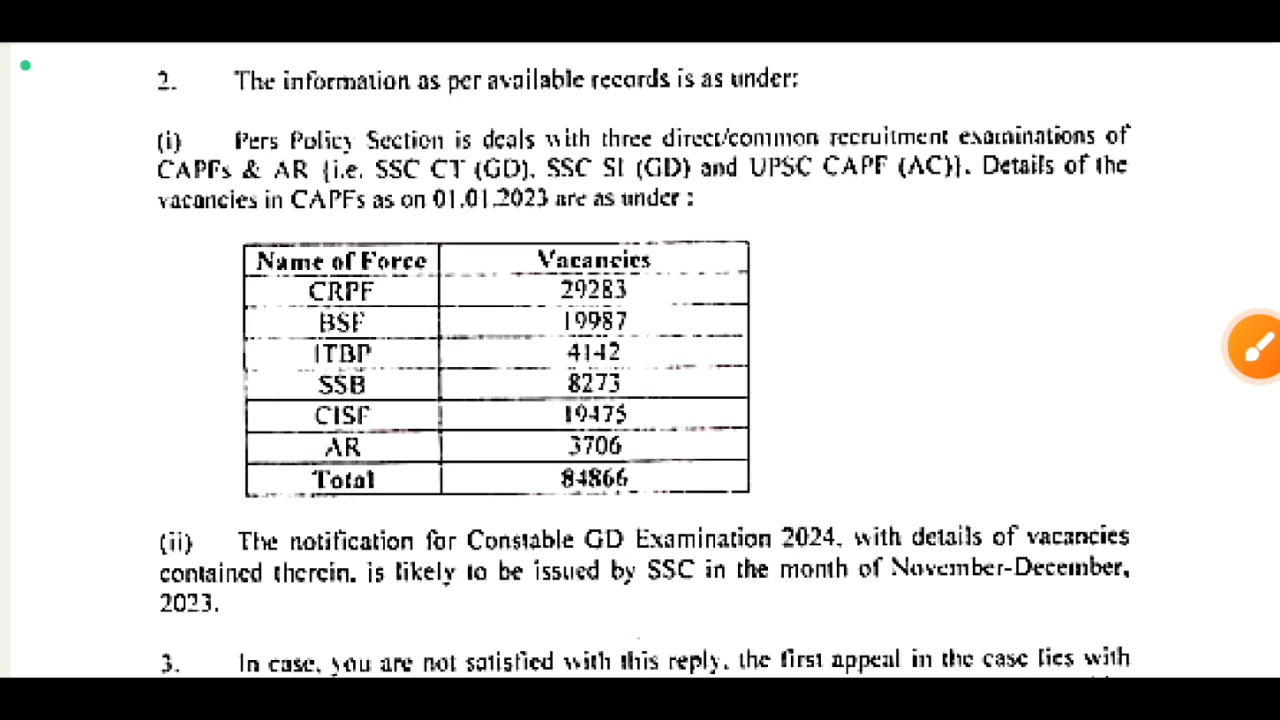 2. The information as per available records is as under:
(i) Pers Policy Section is deals with three direct/common recruitment examinations of
CAPFs & AR {i.e. SSC CT (GD), SSC SI (GD) and UPSC CAPF (AC)}. Details of the
vacancies in CAPFs as on 01.01.2023 are as under :
Name of Force Vacancies
CRPF 29283
BSF 19987
ITBP 4142
SSB 8273
CISF 19475
AR 3706
Total 84866
(ii) The notification for Constable GD Examination 2024, with details of vacancies
contained therein, is likely to be issued by SSC in the month of November-December,
2023.
3. In case, you are not satisfied with this reply, the first appeal in the case lies with